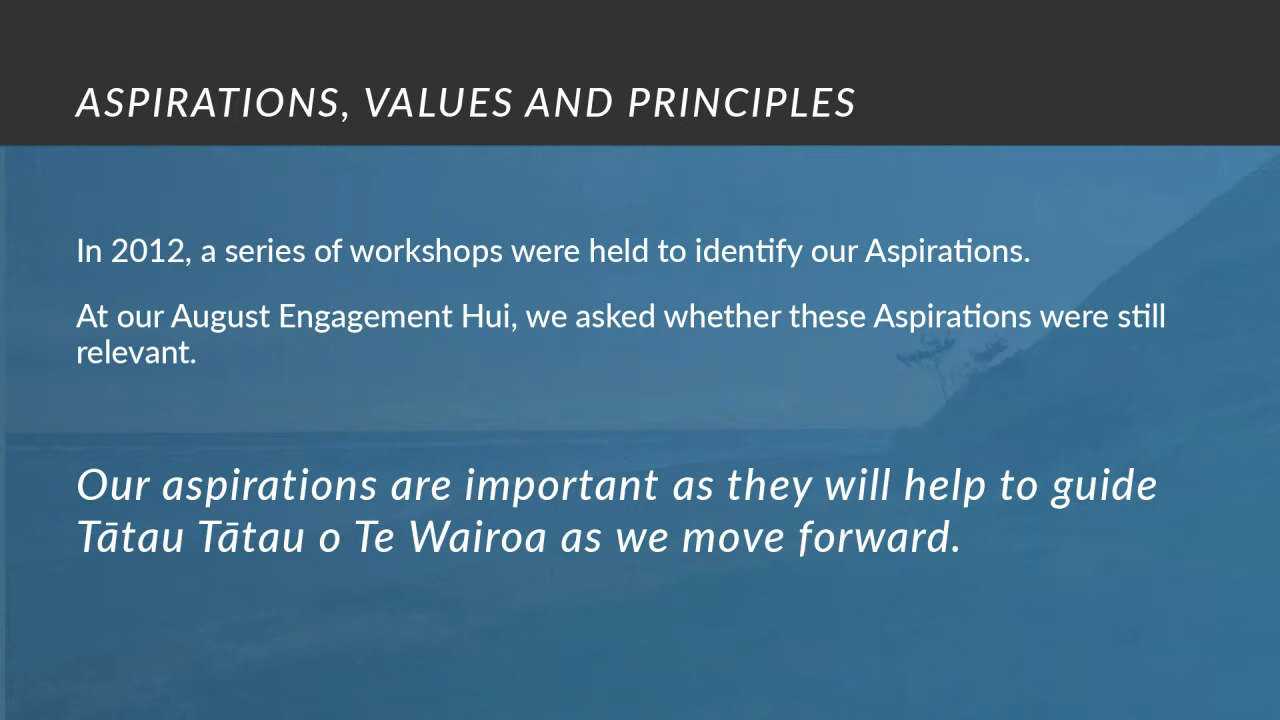 ASPIRATIONS, VALUES AND PRINCIPLES
In 2012, a series of workshops were held to identify our Aspirations.
At our August Engagement Hui, we asked whether these Aspirations were still
relevant.
Our aspirations are important as they will help to guide
Tātau Tātau o Te Wairoa as we move forward.